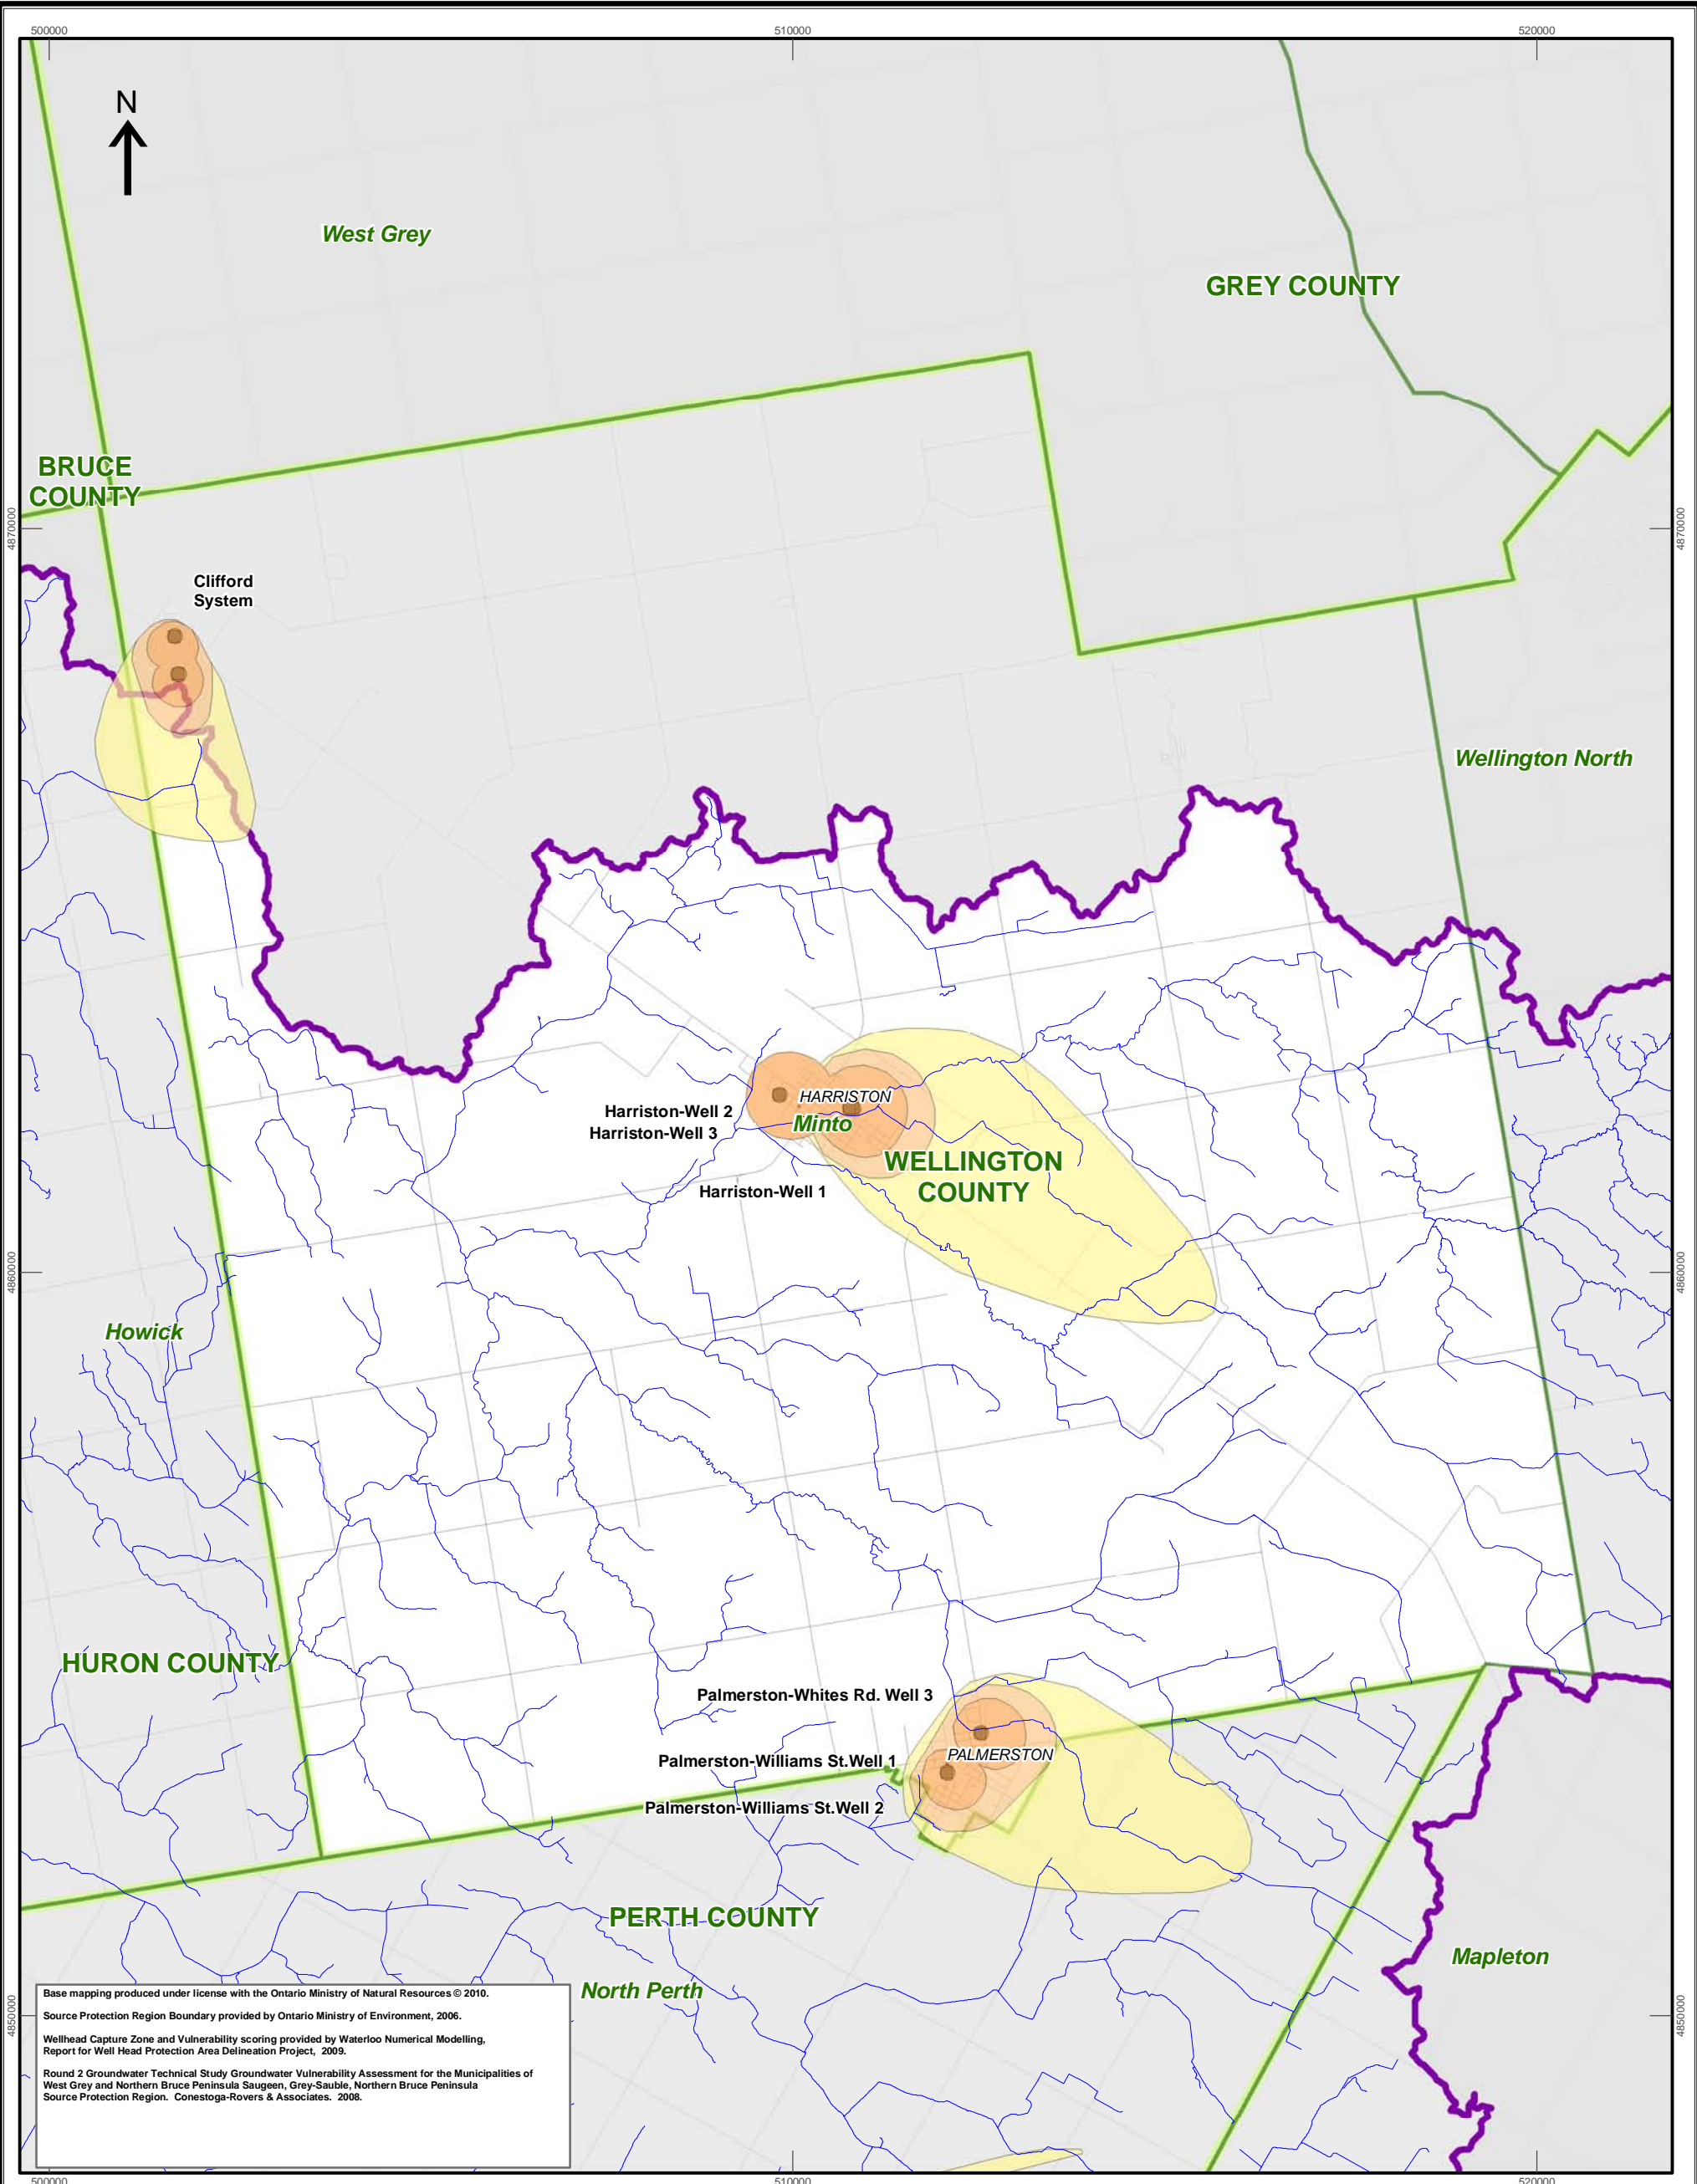 500000
510000
520000
N
West Grey
GREY COUNTY
BRUCE
COUNTY
4870000
4870000
Clifford
System
Wellington North
HARRISTON
Harriston-Well 2
Minto
Harriston-Well 3
WELLINGTON
COUNTY
Harriston-Well 1
4860000
4860000
Howick
HURON COUNTY
Palmerston-Whites Rd. Well 3
PALMERSTON
Palmerston-Williams St.Well 1
Palmerston-Williams St.Well 2
PERTH COUNTY
Mapleton
North Perth
4850000
4850000
Base mapping produced under license with the Ontario Ministry of Natural Resources © 2010.
Source Protection Region Boundary provided by Ontario Ministry of Environment, 2006.
Wellhead Capture Zone and Vulnerability scoring provided by Waterloo Numerical Modelling,
Report for Well Head Protection Area Delineation Project, 2009.
Round 2 Groundwater Technical Study Groundwater Vulnerability Assessment for the Municipalities of
West Grey and Northern Bruce Peninsula Saugeen, Grey-Sauble, Northern Bruce Peninsula
Source Protection Region. Conestoga-Rovers & Associates. 2008.
500000
510000
520000